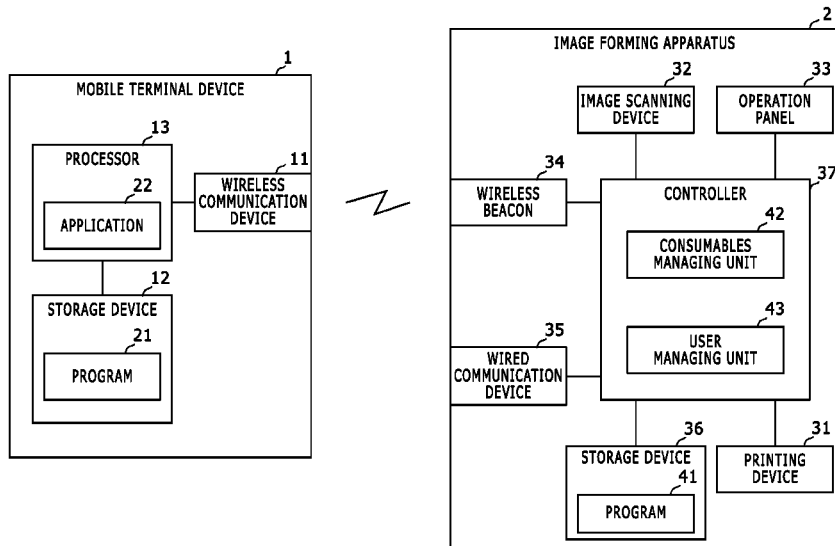 1
MOBILE TERMINAL DEVICE
13
PROCESSOR
22
APPLICATION
11
WIRELESS
COMMUNICATION
DEVICE
12
STORAGE DEVICE
21
PROGRAM
2
IMAGE FORMING APPARATUS
32
IMAGE SCANNING
DEVICE
33
OPERATION
PANEL
34
WIRELESS
BEACON
37
CONTROLLER
42
CONSUMABLES
MANAGING UNIT
43
USER
MANAGING UNIT
35
WIRED
COMMUNICATION
DEVICE
36
STORAGE DEVICE
41
PROGRAM
31
PRINTING
DEVICE